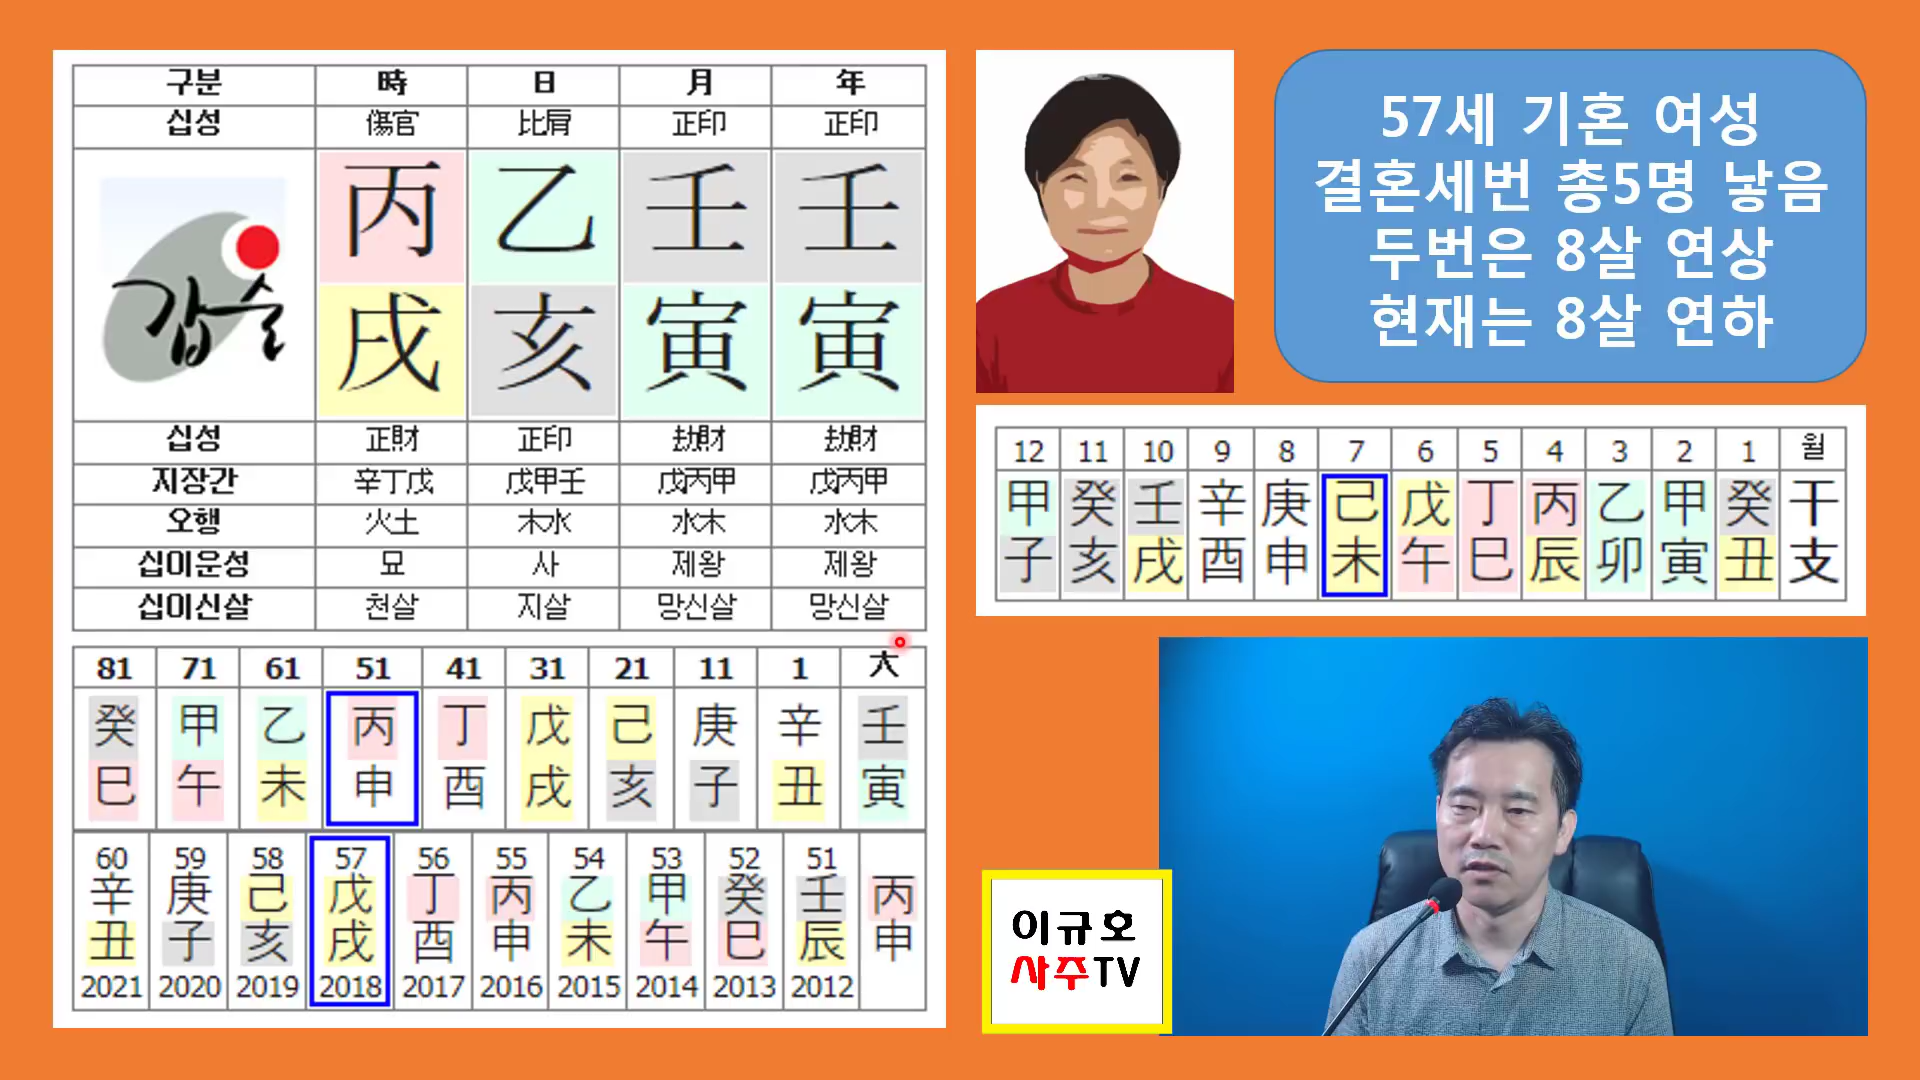 구분 時 日 月 年
십성 傷官 比肩 正印 正印
갑술
丙 乙 壬 壬
戌 亥 寅 寅
십성 正財 正印 劫財 劫財
지장간 辛丁戊 戊甲壬 戊丙甲 戊丙甲
오행 火土 木水 水木 水木
십이운성 묘 사 제왕 제왕
십이신살 천살 지살 망신살 망신살
81 71 61 51 41 31 21 11 1 大
癸 甲 乙 丙 丁 戊 己 庚 辛 壬
巳 午 未 申 酉 戌 亥 子 丑 寅
60 59 58 57 56 55 54 53 52 51
辛 庚 己 戊 丁 丙 乙 甲 癸 壬 丙
丑 子 亥 戌 酉 申 未 午 巳 辰 申
2021 2020 2019 2018 2017 2016 2015 2014 2013 2012
57세 기혼 여성
결혼세번 총5명 낳음
두번은 8살 연상
현재는 8살 연하
12 11 10 9 8 7 6 5 4 3 2 1 월
甲 癸 壬 辛 庚 己 戊 丁 丙 乙 甲 癸 干
子 亥 戌 酉 申 未 午 巳 辰 卯 寅 丑 支
이규호
사주TV